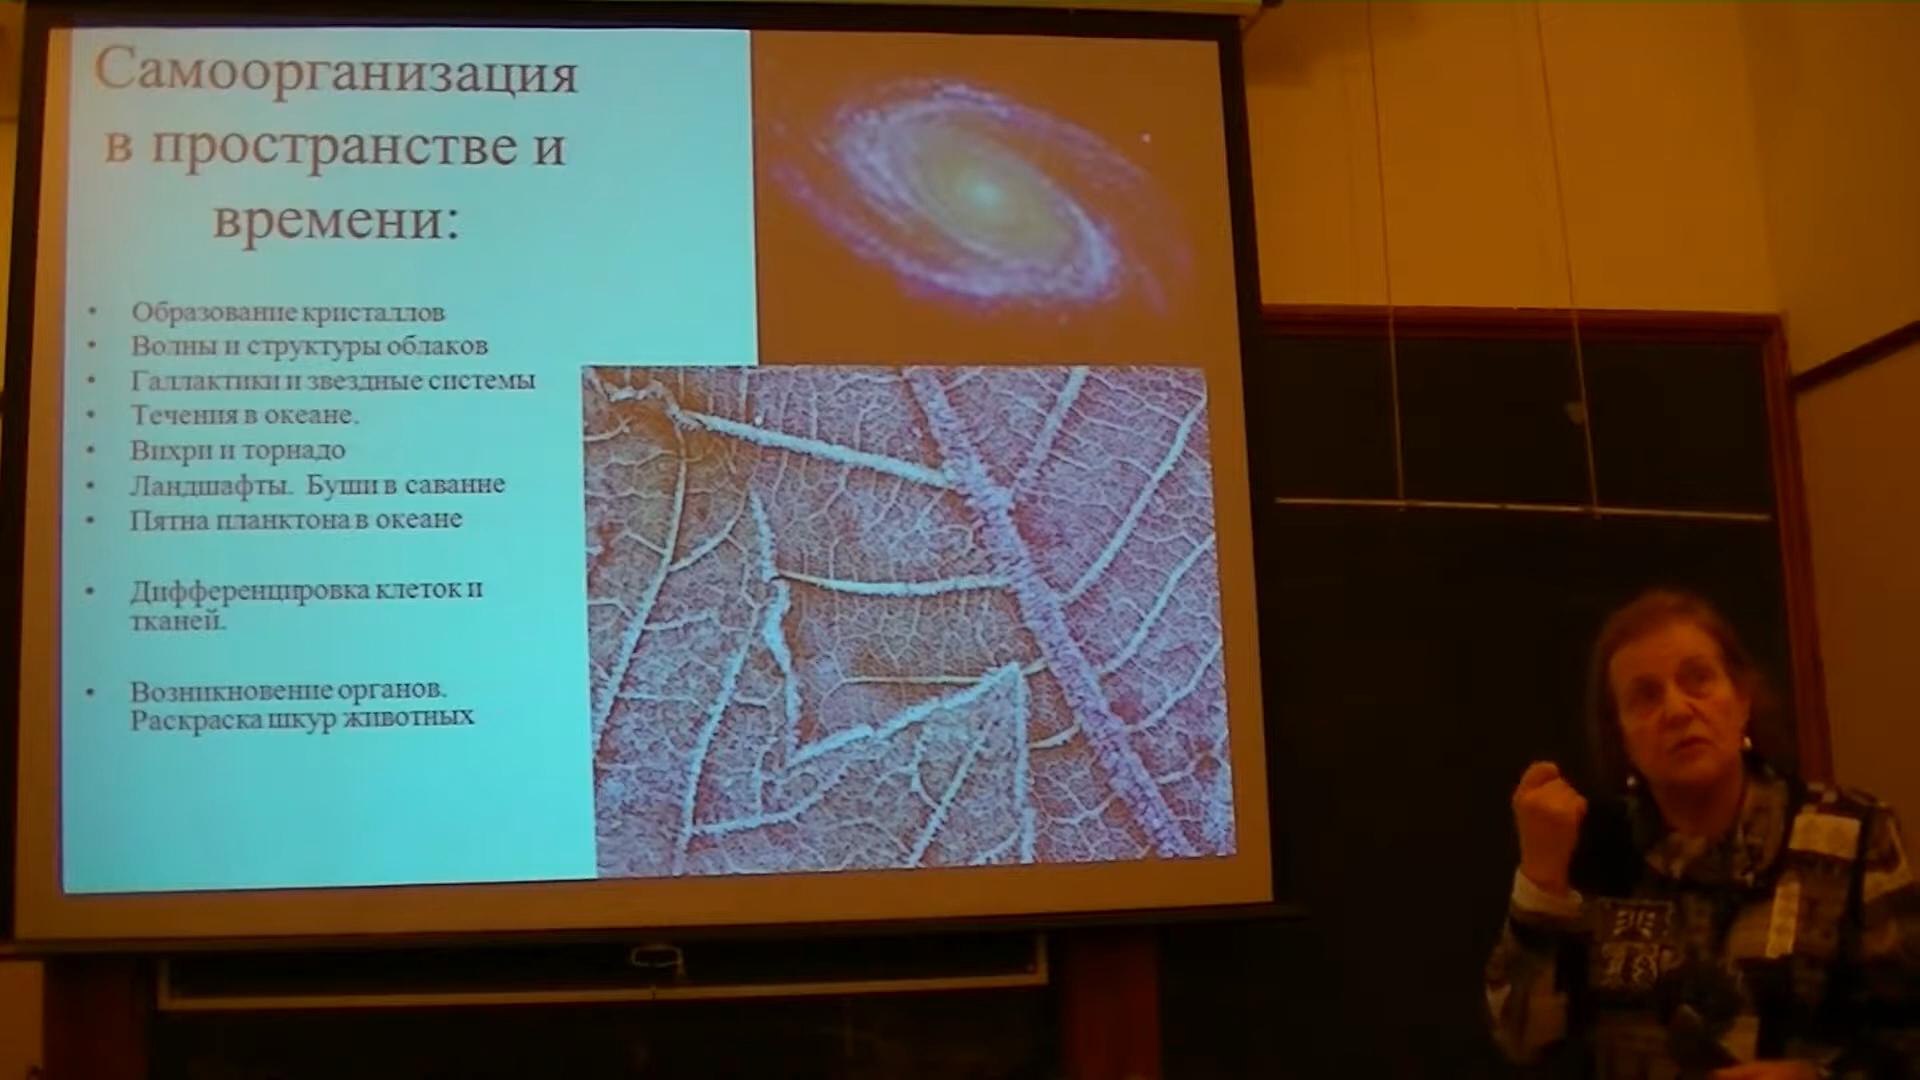 Самоорганизация
в пространстве и
времени:
• Образование кристаллов
• Волны и структуры облаков
• Галлактики и звездные системы
• Течения в океане.
• Вихри и торнадо
• Ландшафты. Буши в саванне
• Пятна планктона в океане
• Дифференцировка клеток и
тканей.
• Возникновение органов.
Раскраска шкур животных